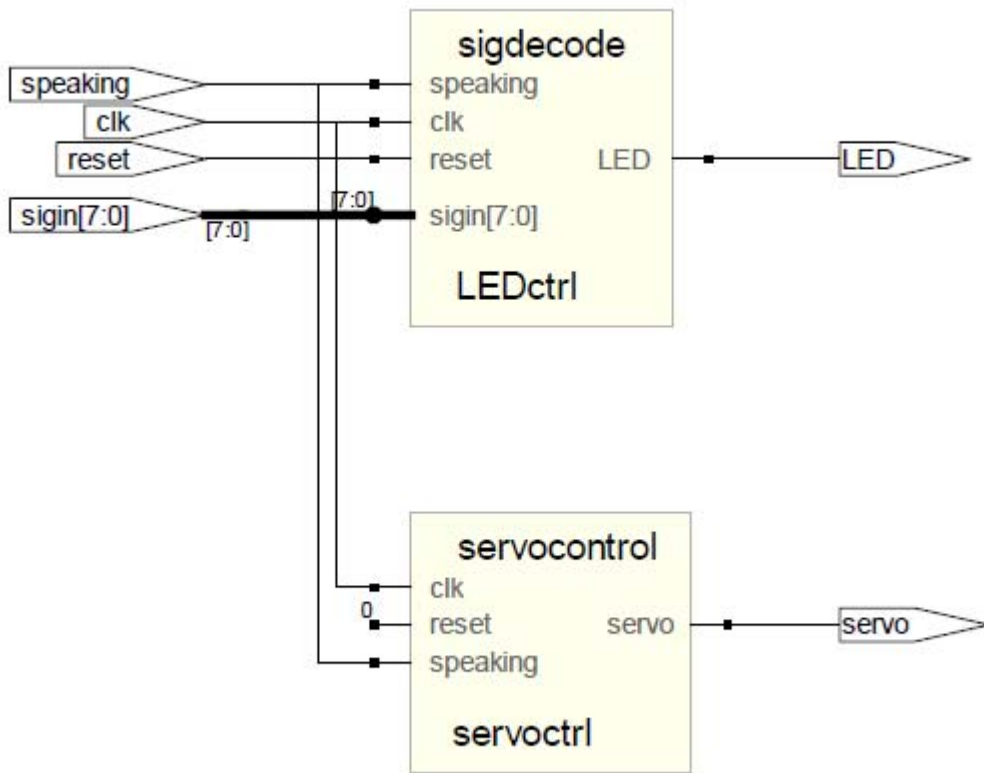 sigdecode
speaking speaking
clk clk
reset reset LED LED
[7:0]
sigin[7:0] sigin[7:0]
[7:0]
LEDctrl
servocontrol
clk
0
reset servo servo
speaking
servoctrl